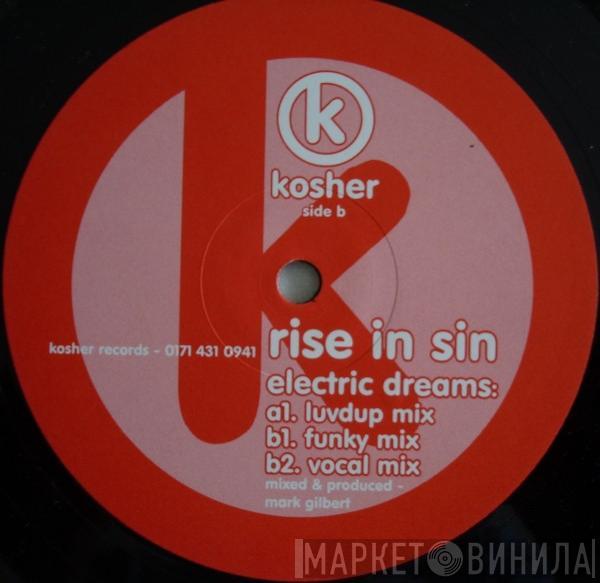 k
kosher
side b
kosher records - 0171 431 0941
rise in sin
electric dreams:
a1. luvdup mix
b1. funky mix
b2. vocal mix
mixed & produced -
mark gilbert
МАРКЕТ ВИНИЛА